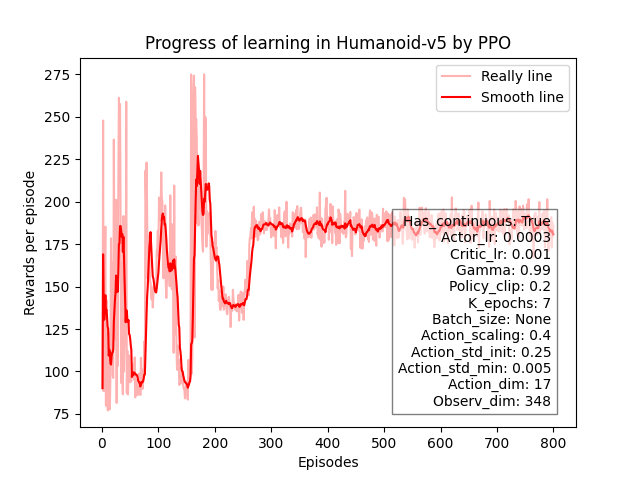 Progress of learning in Humanoid-v5 by PPO
Really line
Smooth line
Rewards per episode
275
250
225
200
175
150
125
100
75
Has_continuous: True
Actor_lr: 0.0003
Critic_lr: 0.001
Gamma: 0.99
Policy_clip: 0.2
K_epochs: 7
Batch_size: None
Action_scaling: 0.4
Action_std_init: 0.25
Action_std_min: 0.005
Action_dim: 17
Observ_dim: 348
0 100 200 300 400 500 600 700 800
Episodes